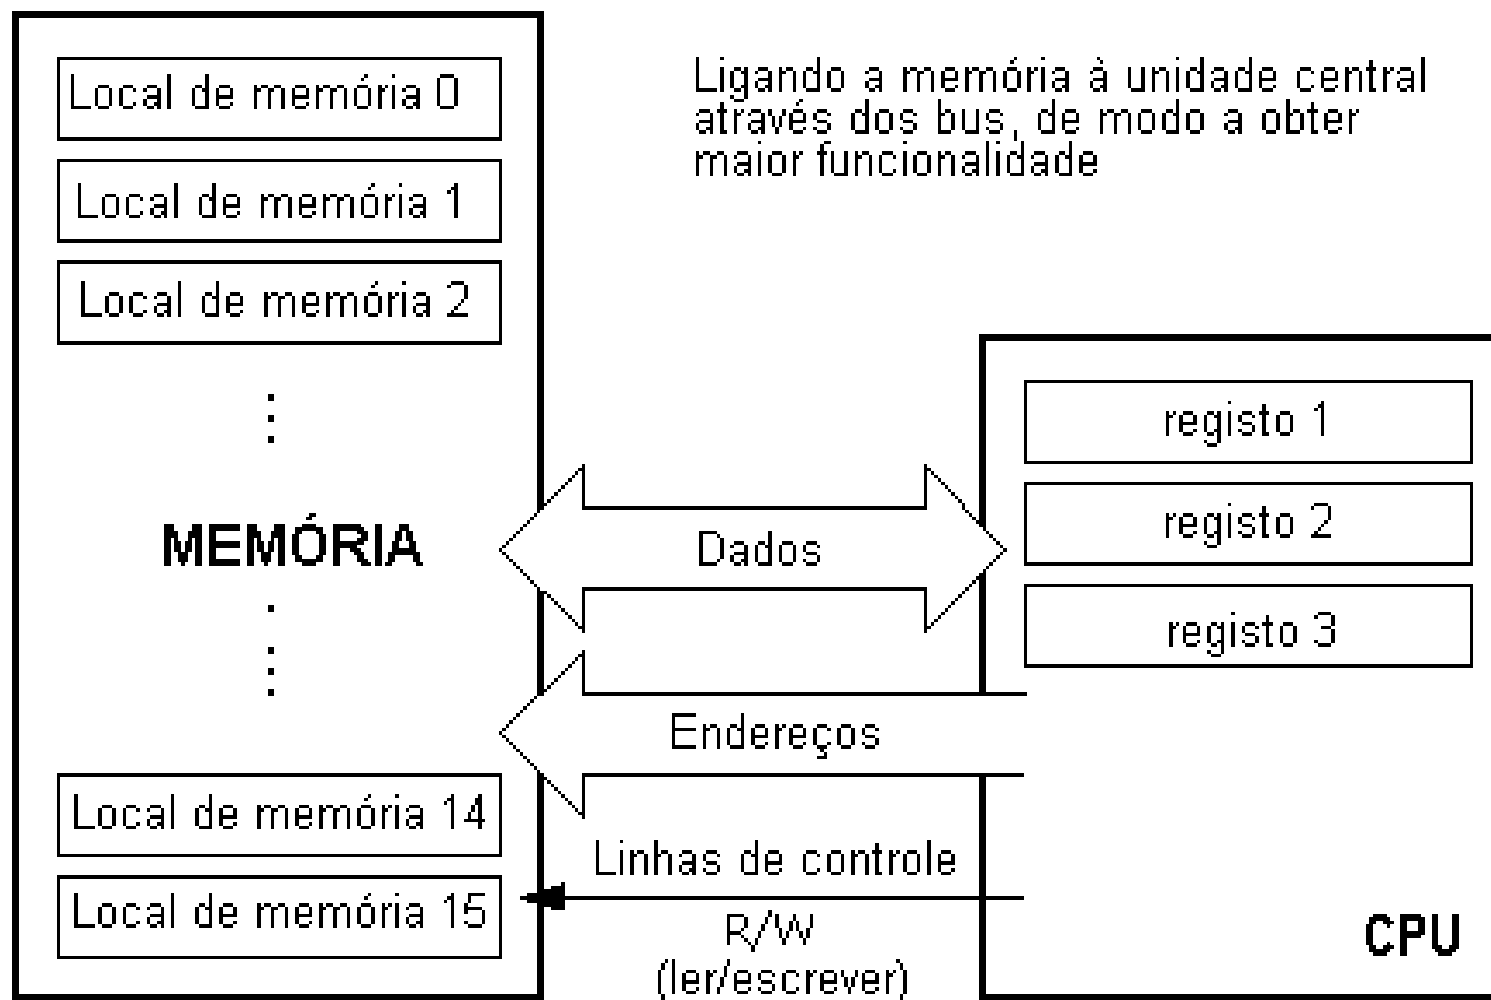 Local de memória 0
Local de memória 1
Local de memória 2
MEMÓRIA
Local de memória 14
Local de memória 15
Ligando a memória à unidade central
através dos bus, de modo a obter
maior funcionalidade
Dados
Endereços
Linhas de controle
R/W
(ler/escrever)
registo 1
registo 2
registo 3
CPU